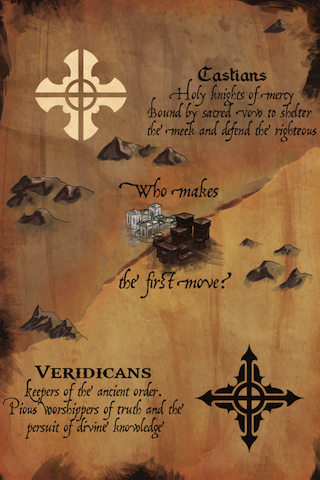 Castians
Holy knights of mercy
Bound by sacred vow to shelter
the meek and defend the righteous
Who makes
the first move?
VERIDICANS
keepers of the ancient order.
Pious worshippers of truth and the
persuit of divine knowledge